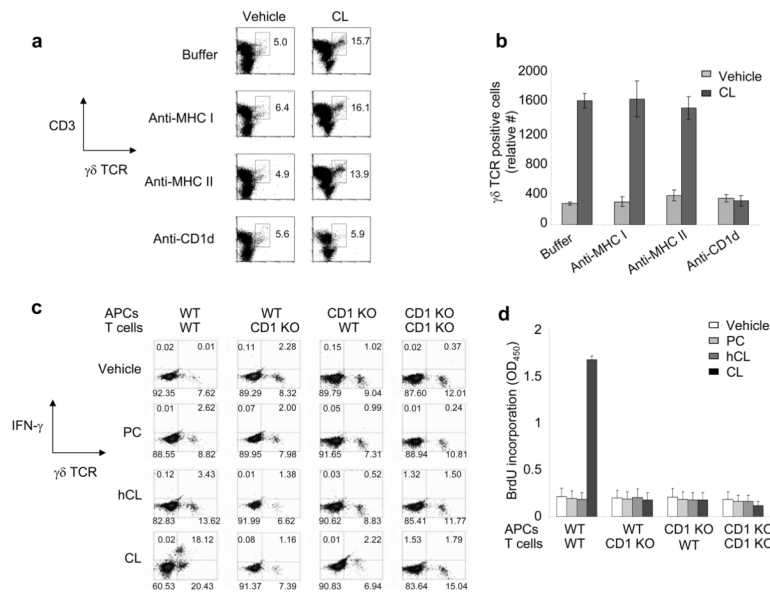 a
Vehicle CL
Buffer 5.0 15.7
Anti-MHC I 6.4 16.1
CD3
γδ TCR
Anti-MHC II 4.9 13.9
Anti-CD1d 5.6 5.9
b
Vehicle
CL
γδ TCR positive cells
(relative #)
2000
1600
1200
800
400
0
Buffer Anti-MHC I Anti-MHC II Anti-CD1d
c
APCs WT WT CD1 KO CD1 KO
T cells WT CD1 KO WT CD1 KO
0.02 0.01 0.11 2.28 0.15 1.02 0.02 0.37
Vehicle
92.35 7.62 89.29 8.32 89.79 9.04 87.60 12.01
IFN-γ
γδ TCR
0.01 2.62 0.07 2.00 0.05 0.99 0.01 0.24
PC
88.55 8.82 89.95 7.98 91.65 7.31 88.94 10.81
0.12 3.43 0.01 1.38 0.03 0.52 1.32 1.50
hCL
82.83 13.62 91.99 6.62 90.62 8.83 85.41 11.77
0.02 18.12 0.08 1.16 0.01 2.22 1.53 1.79
CL
60.53 20.43 91.37 7.39 90.83 6.94 83.64 15.04
d
Vehicle
PC
hCL
CL
BrdU incorporation (OD450)
2
1.5
1
0.5
0
APCs WT WT CD1 KO CD1 KO
T cells WT CD1 KO WT CD1 KO